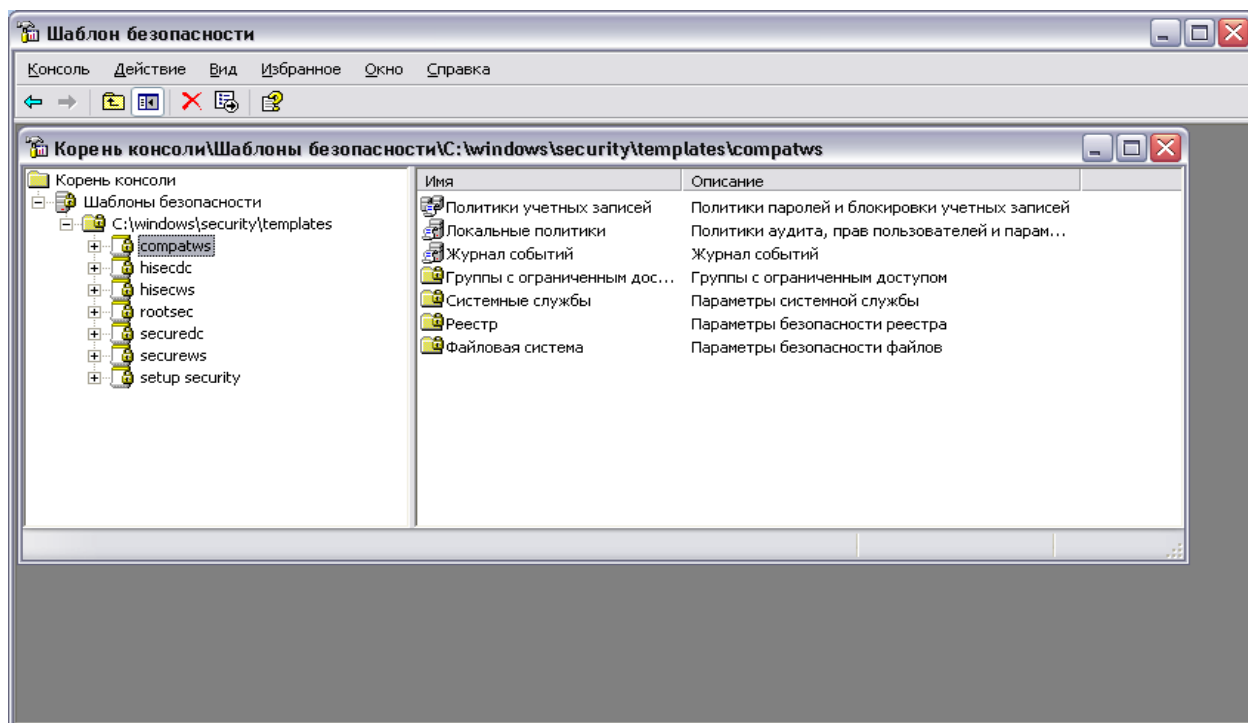 Шаблон безопасности
Консоль Действие Вид Избранное Окно Справка
Корень консоли\Шаблоны безопасности\C:\windows\security\templates\compatws
Корень консоли
Шаблоны безопасности
C:\windows\security\templates
compatws
hisecdc
hisecws
rootsec
securedc
securews
setup security
Имя Описание
Политики учетных записей Политики паролей и блокировки учетных записей
Локальные политики Политики аудита, прав пользователей и парам...
Журнал событий Журнал событий
Группы с ограниченным дос... Группы с ограниченным доступом
Системные службы Параметры системной службы
Реестр Параметры безопасности реестра
Файловая система Параметры безопасности файлов